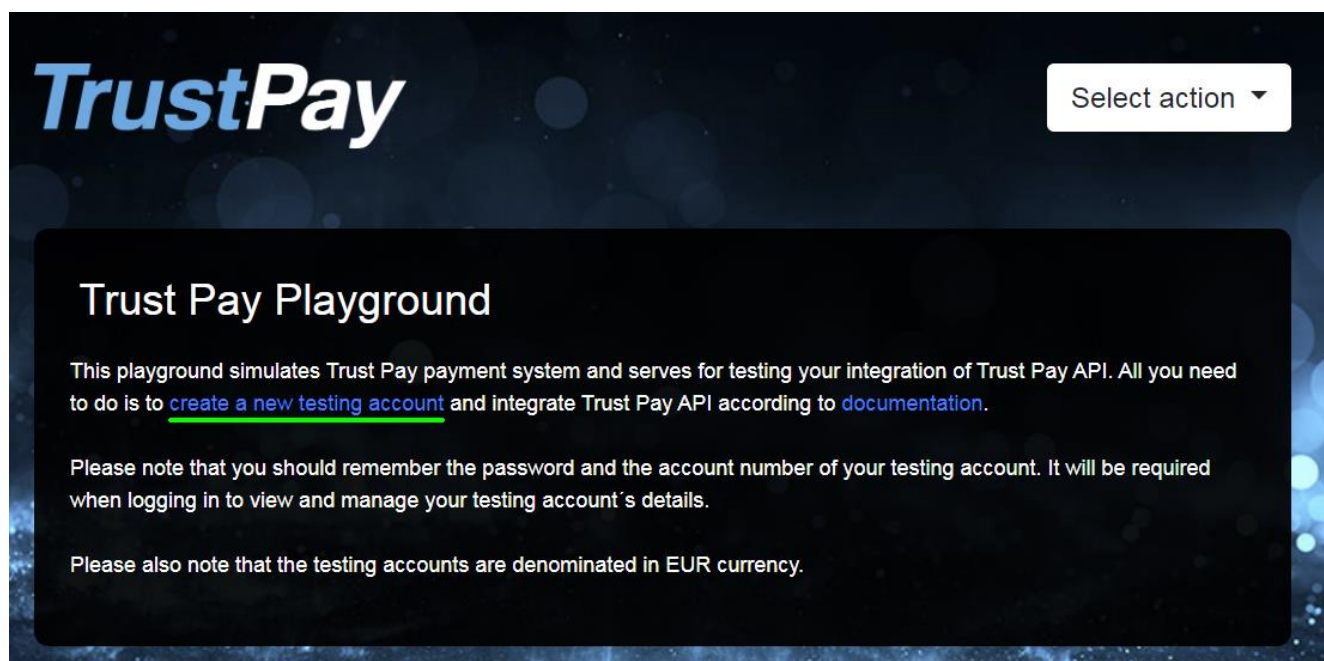 TrustPay
Select action
Trust Pay Playground
This playground simulates Trust Pay payment system and serves for testing your integration of Trust Pay API. All you need
to do is to create a new testing account and integrate Trust Pay API according to documentation.
Please note that you should remember the password and the account number of your testing account. It will be required
when logging in to view and manage your testing account´s details.
Please also note that the testing accounts are denominated in EUR currency.